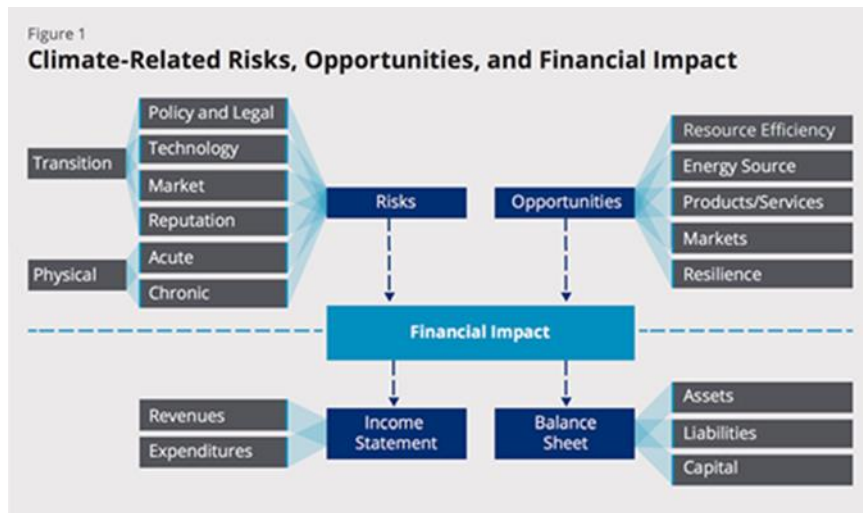 Figure 1
Climate-Related Risks, Opportunities, and Financial Impact
Transition
Policy and Legal
Technology
Market
Reputation
Physical
Acute
Chronic
Risks
Opportunities
Resource Efficiency
Energy Source
Products/Services
Markets
Resilience
Financial Impact
Revenues
Expenditures
Income
Statement
Balance
Sheet
Assets
Liabilities
Capital